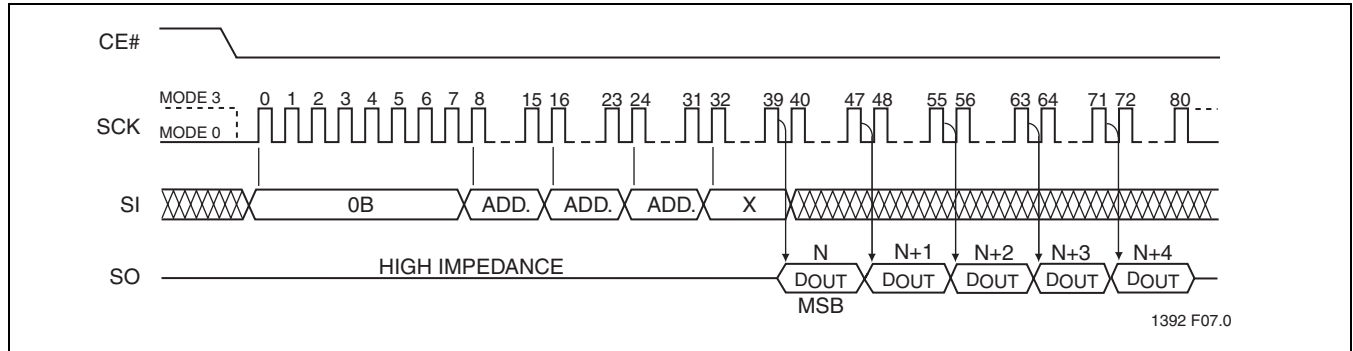 CE#
MODE 3
0 1 2 3 4 5 6 7 8 15 16 23 24 31 32 39 40 47 48 55 56 63 64 71 72 80
SCK
MODE 0
SI
0B ADD. ADD. ADD. X
N N+1 N+2 N+3 N+4
SO
HIGH IMPEDANCE
DOUT DOUT DOUT DOUT DOUT
MSB
1392 F07.0